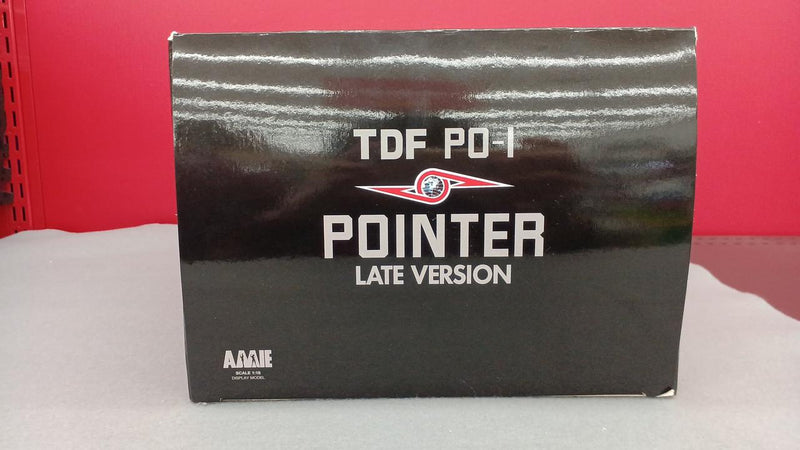 TDF PO-1
POINTER
LATE VERSION
AMIE
SCALE 1:18
DISPLAY MODEL